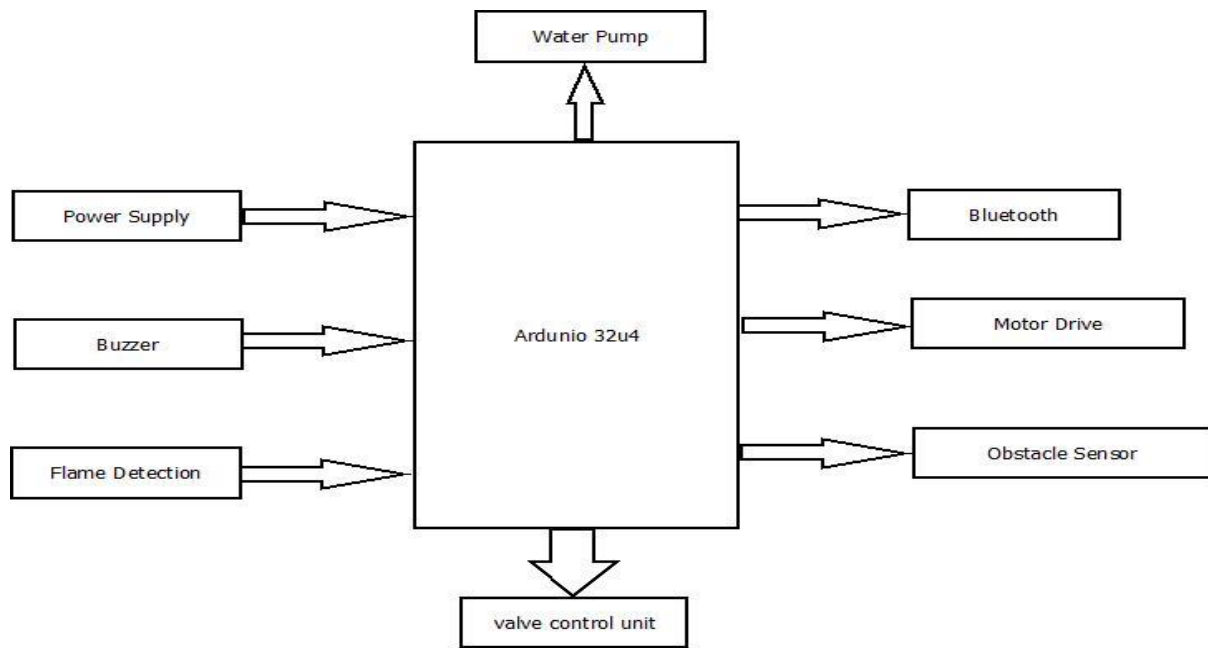 Water Pump
Power Supply
Bluetooth
Buzzer
Ardunio 32u4
Motor Drive
Flame Detection
Obstacle Sensor
valve control unit